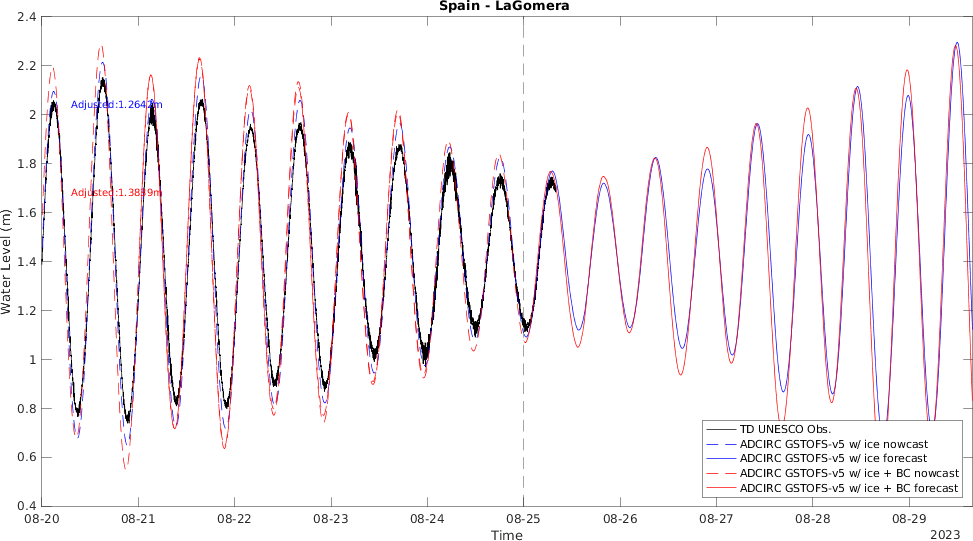 Spain - LaGomera
2.4
2.2
2
1.8
1.6
1.4
1.2
1
0.8
0.6
0.4
Water Level (m)
Adjusted:1.2642m
Adjusted:1.3839m
TD UNESCO Obs.
ADCIRC GSTOFS-v5 w/ ice nowcast
ADCIRC GSTOFS-v5 w/ ice forecast
ADCIRC GSTOFS-v5 w/ ice + BC nowcast
ADCIRC GSTOFS-v5 w/ ice + BC forecast
08-20 08-21 08-22 08-23 08-24 08-25 08-26 08-27 08-28 08-29
Time
2023